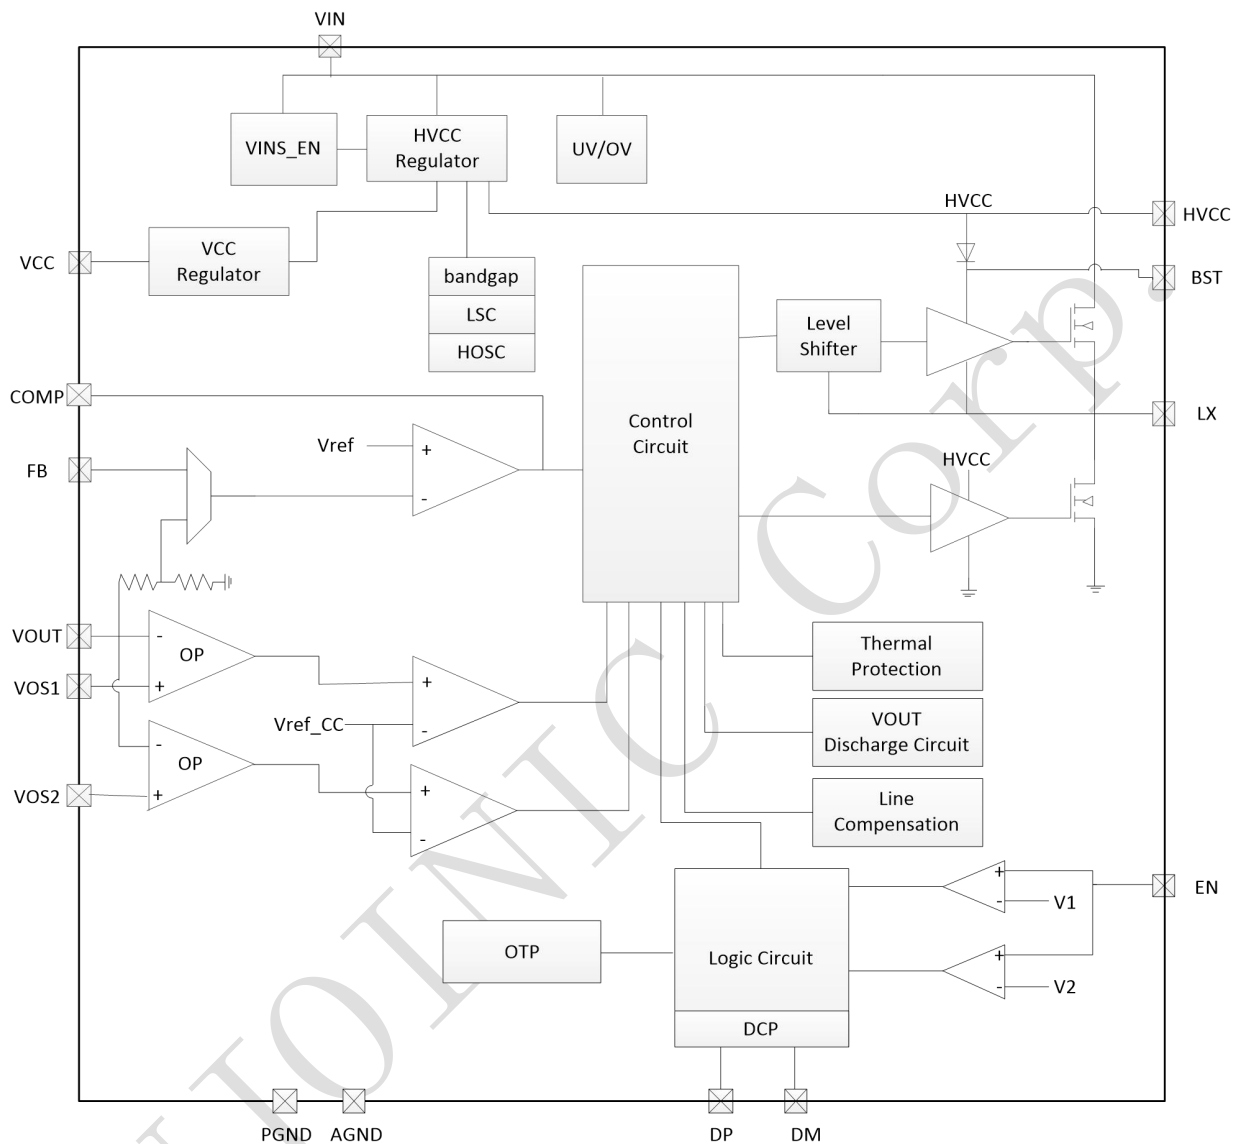 VIN
VINS_EN
HVCC
Regulator
UV/OV
HVCC
HVCC
VCC
VCC
Regulator
BST
bandgap
LSC
HOSC
Level
Shifter
COMP
Control
Circuit
LX
Vref
+
-
FB
HVCC
VOUT
-
OP
+
VOS1
Thermal
Protection
+
Vref_CC
-
VOUT
Discharge Circuit
-
OP
+
VOS2
+
-
Line
Compensation
+
-
V1
EN
OTP
Logic Circuit
+
-
V2
DCP
PGND
AGND
DP
DM
JOINIC Corp.